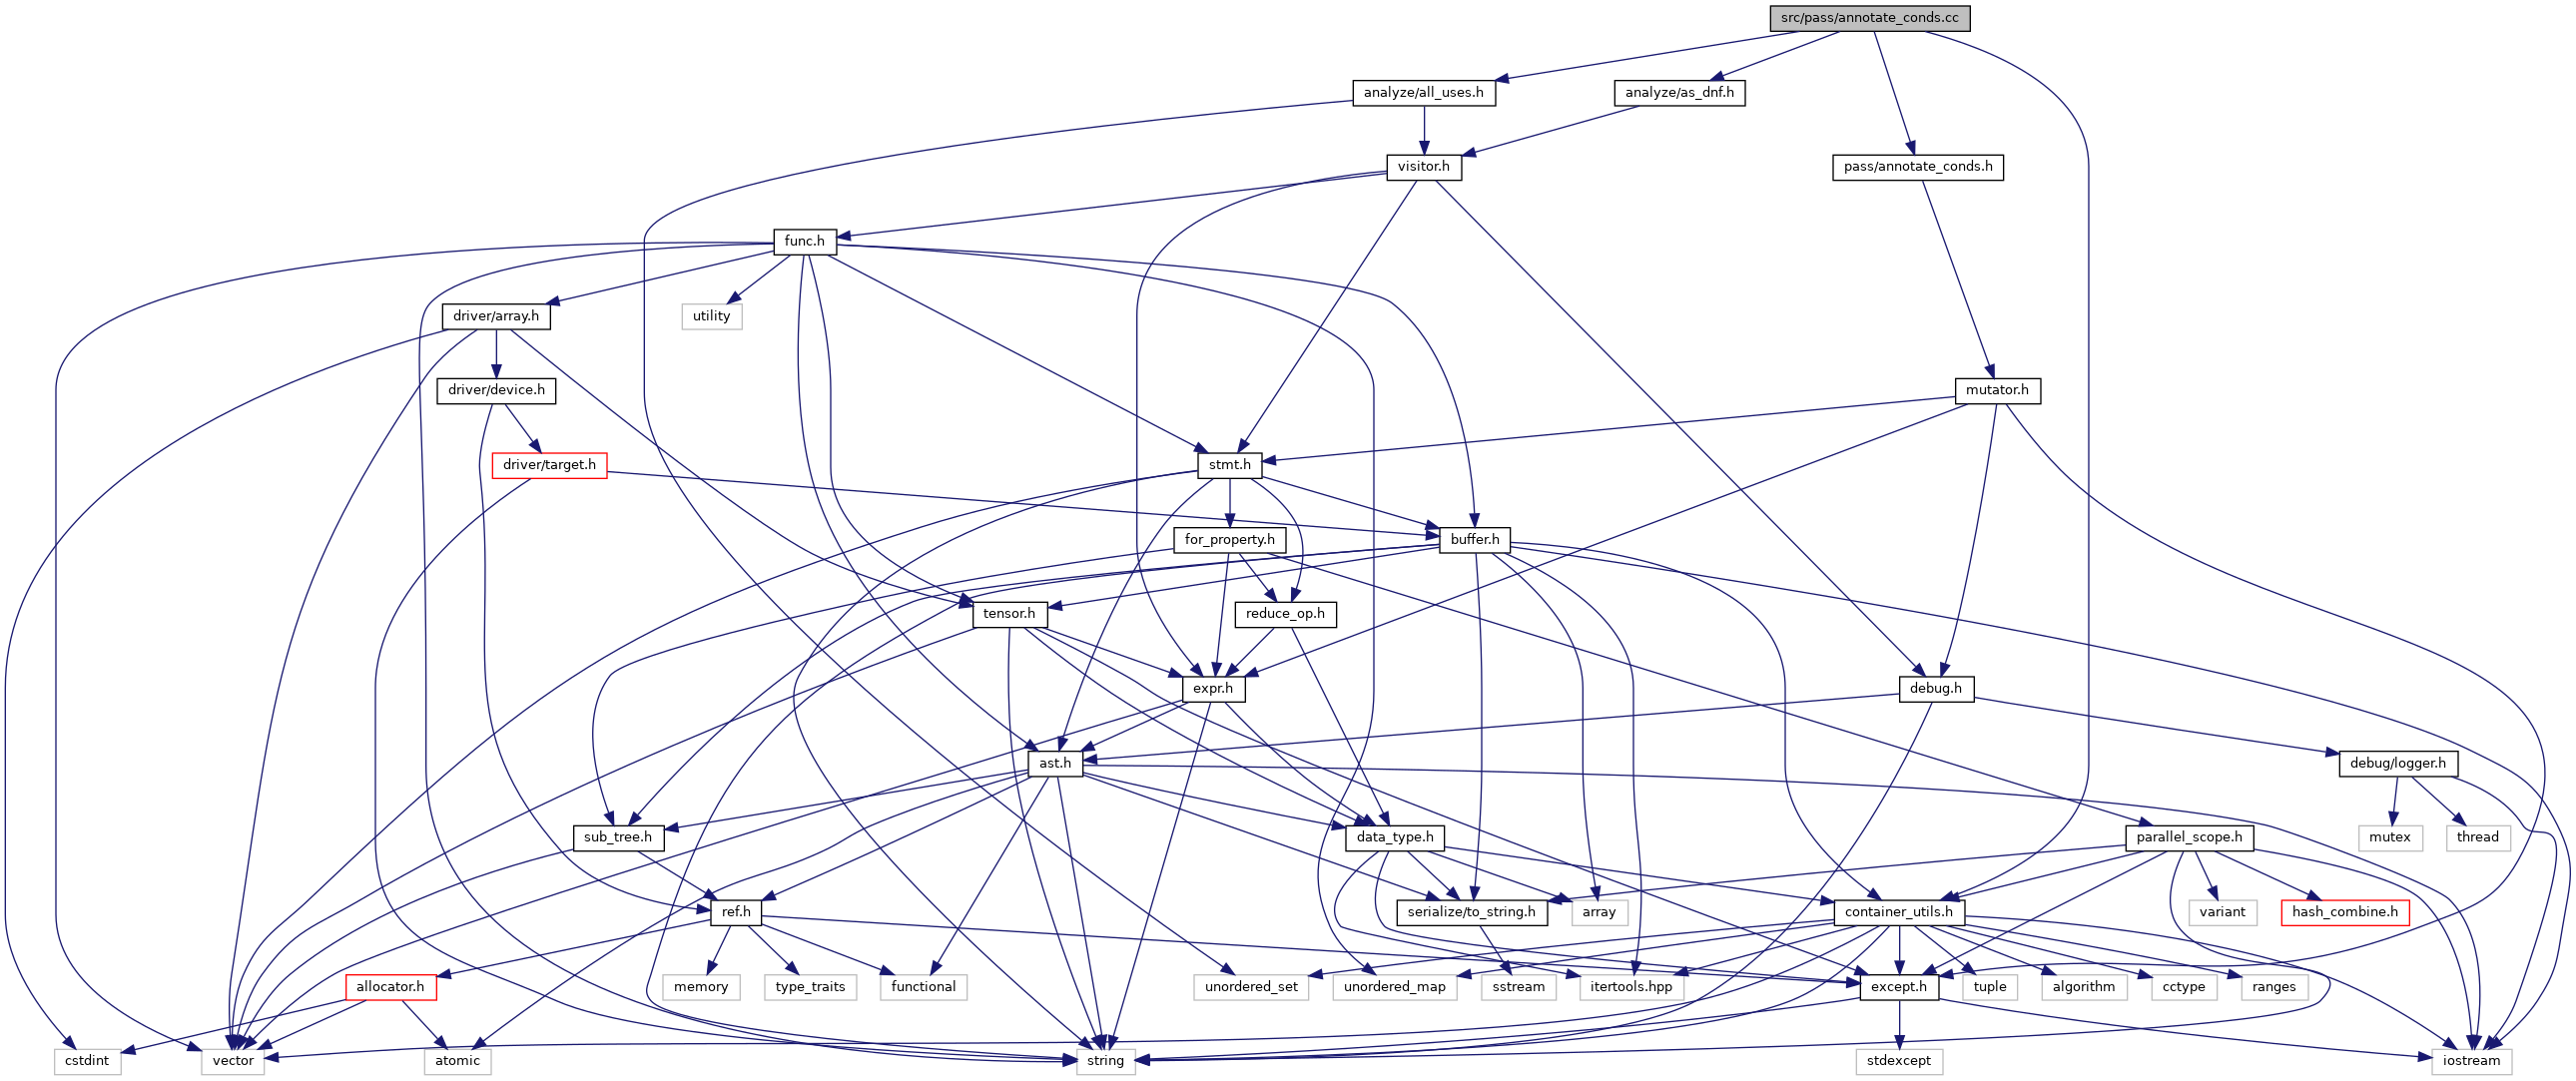 src/pass/annotate_conds.cc
analyze/all_uses.h
analyze/as_dnf.h
visitor.h
pass/annotate_conds.h
func.h
driver/array.h
utility
driver/device.h
mutator.h
driver/target.h
stmt.h
for_property.h
buffer.h
tensor.h
reduce_op.h
expr.h
debug.h
ast.h
debug/logger.h
sub_tree.h
data_type.h
parallel_scope.h
mutex
thread
ref.h
serialize/to_string.h
array
container_utils.h
variant
hash_combine.h
allocator.h
memory
type_traits
functional
unordered_set
unordered_map
sstream
itertools.hpp
except.h
tuple
algorithm
cctype
ranges
cstdint
vector
atomic
string
stdexcept
iostream